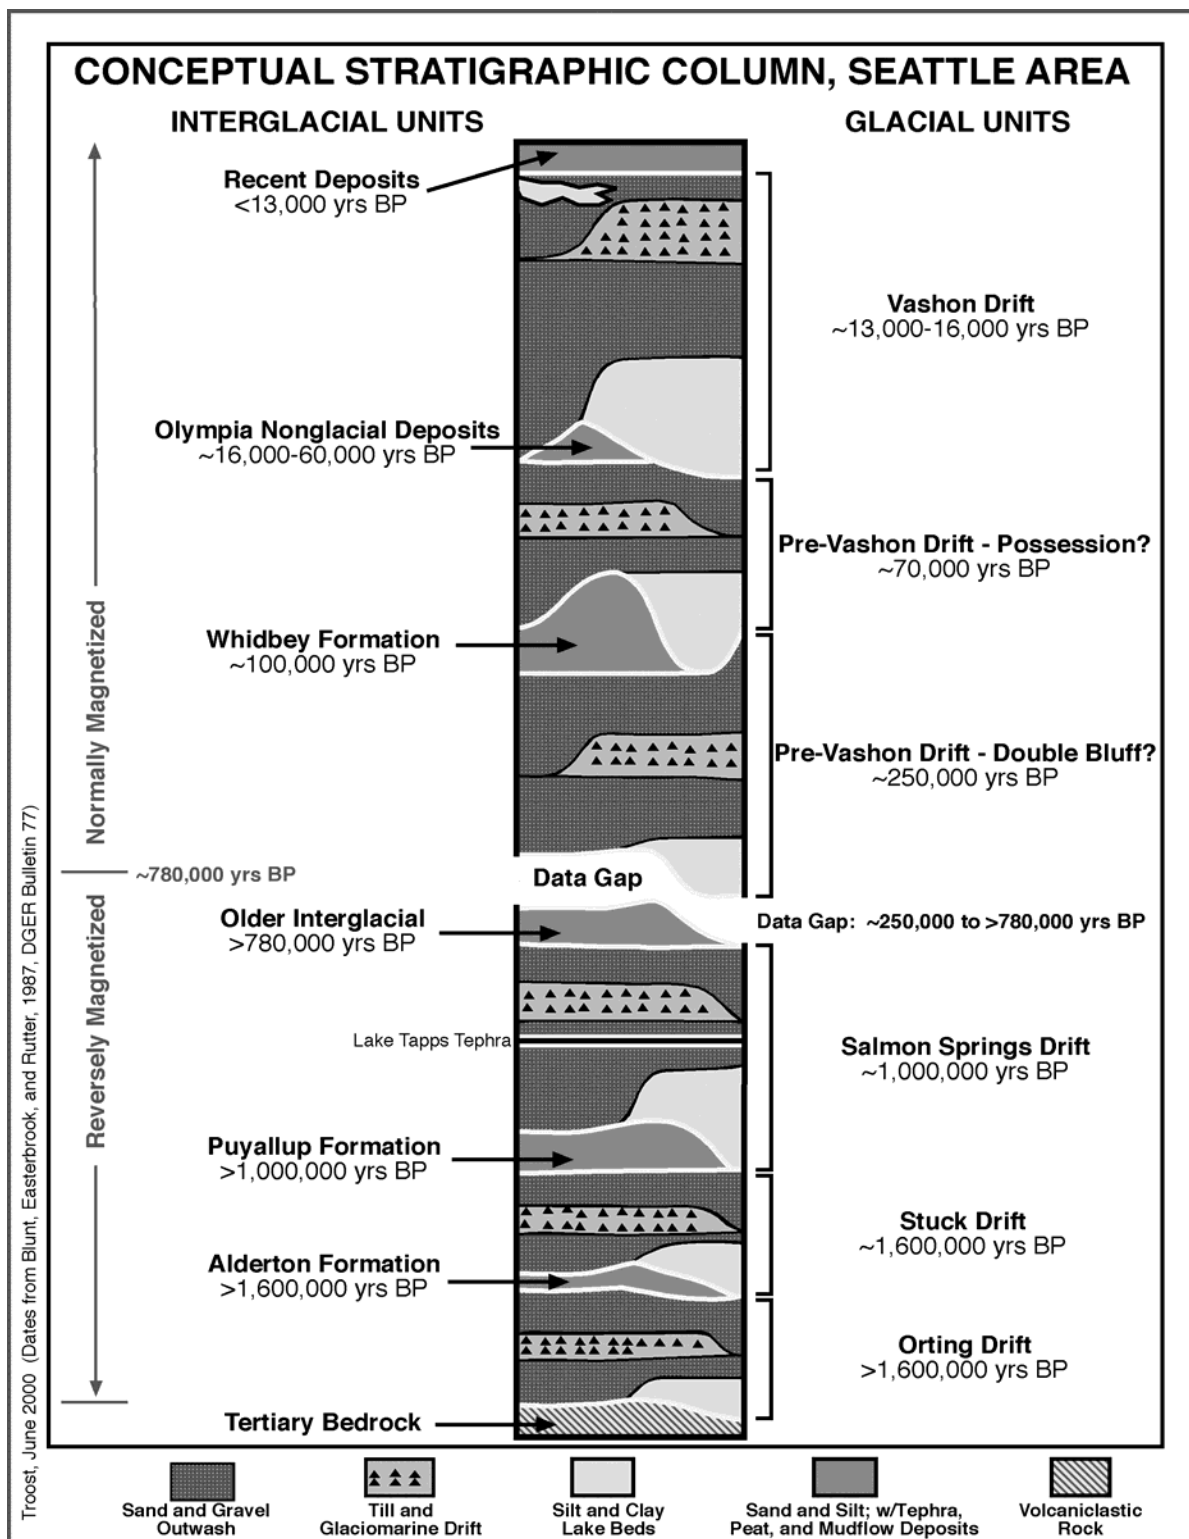 CONCEPTUAL STRATIGRAPHIC COLUMN, SEATTLE AREA
INTERGLACIAL UNITS
GLACIAL UNITS
Recent Deposits
<13,000 yrs BP
Vashon Drift
~13,000-16,000 yrs BP
Olympia Nonglacial Deposits
~16,000-60,000 yrs BP
Pre-Vashon Drift - Possession?
~70,000 yrs BP
Whidbey Formation
~100,000 yrs BP
Pre-Vashon Drift - Double Bluff?
~250,000 yrs BP
Normally Magnetized
~780,000 yrs BP
Data Gap
Older Interglacial
>780,000 yrs BP
Data Gap: ~250,000 to >780,000 yrs BP
Reversely Magnetized
Lake Tapps Tephra
Salmon Springs Drift
~1,000,000 yrs BP
Puyallup Formation
>1,000,000 yrs BP
Stuck Drift
~1,600,000 yrs BP
Alderton Formation
>1,600,000 yrs BP
Orting Drift
>1,600,000 yrs BP
Tertiary Bedrock
Troost, June 2000 (Dates from Blunt, Easterbrook, and Rutter, 1987, DGER Bulletin 77)
Sand and Gravel
Outwash
Till and
Glaciomarine Drift
Silt and Clay
Lake Beds
Sand and Silt; w/Tephra,
Peat, and Mudflow Deposits
Volcaniclastic
Rock